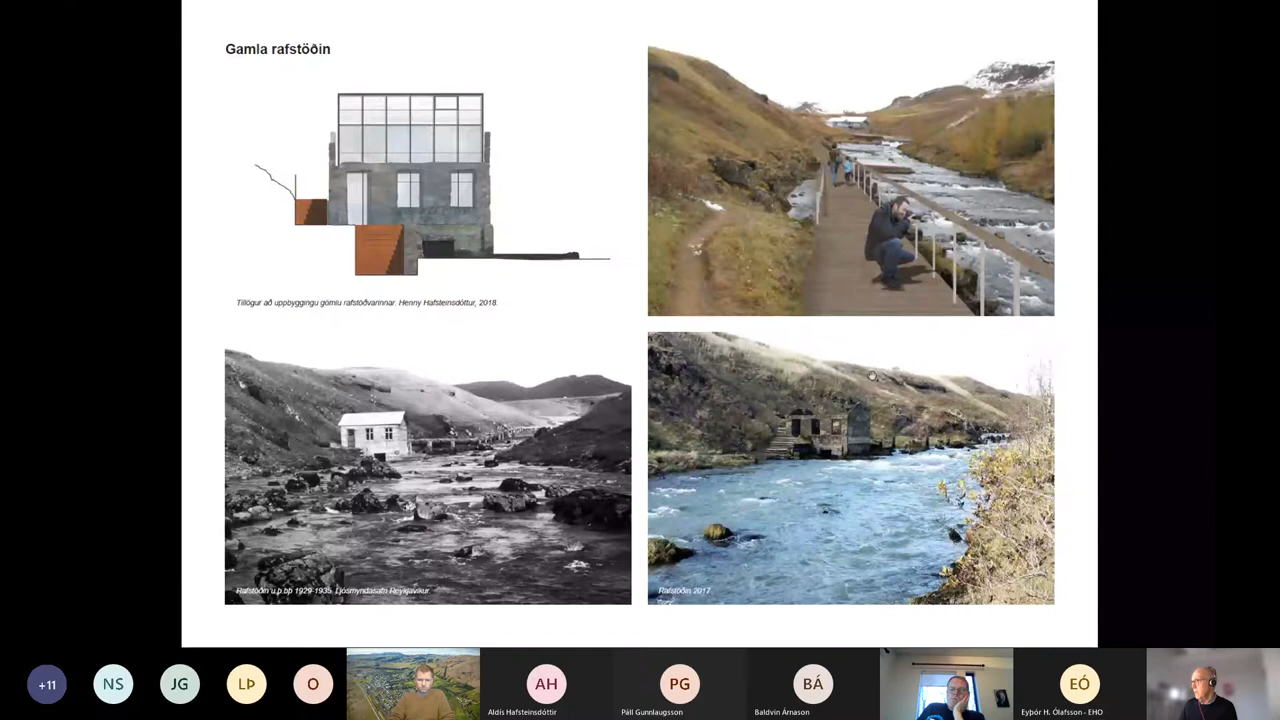 Gamla rafstöðin
Tillögur að uppbyggingu gömlu rafstöðvarinnar. Henny Hafsteinsdóttir, 2018.
Rafstöðin u.þ.bþ 1929-1935. Ljósmyndasafn Reykjavíkur.
Rafstöðin 2017.
+11
NS
JG
LÞ
O
AH
Aldís Hafsteinsdóttir
PG
Páll Gunnlaugsson
BÁ
Baldvin Árnason
EÓ
Eyþór H. Ólafsson - EHO